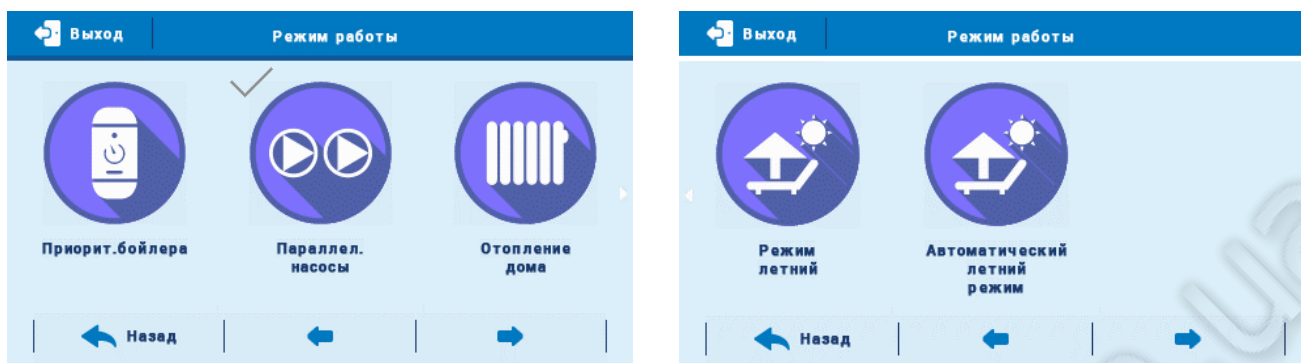 Выход
Режим работы
Приорит.бойлера
Параллел.
насосы
Отопление
дома
Назад
Выход
Режим работы
Режим
летний
Автоматический
летний
режим
Назад
ua